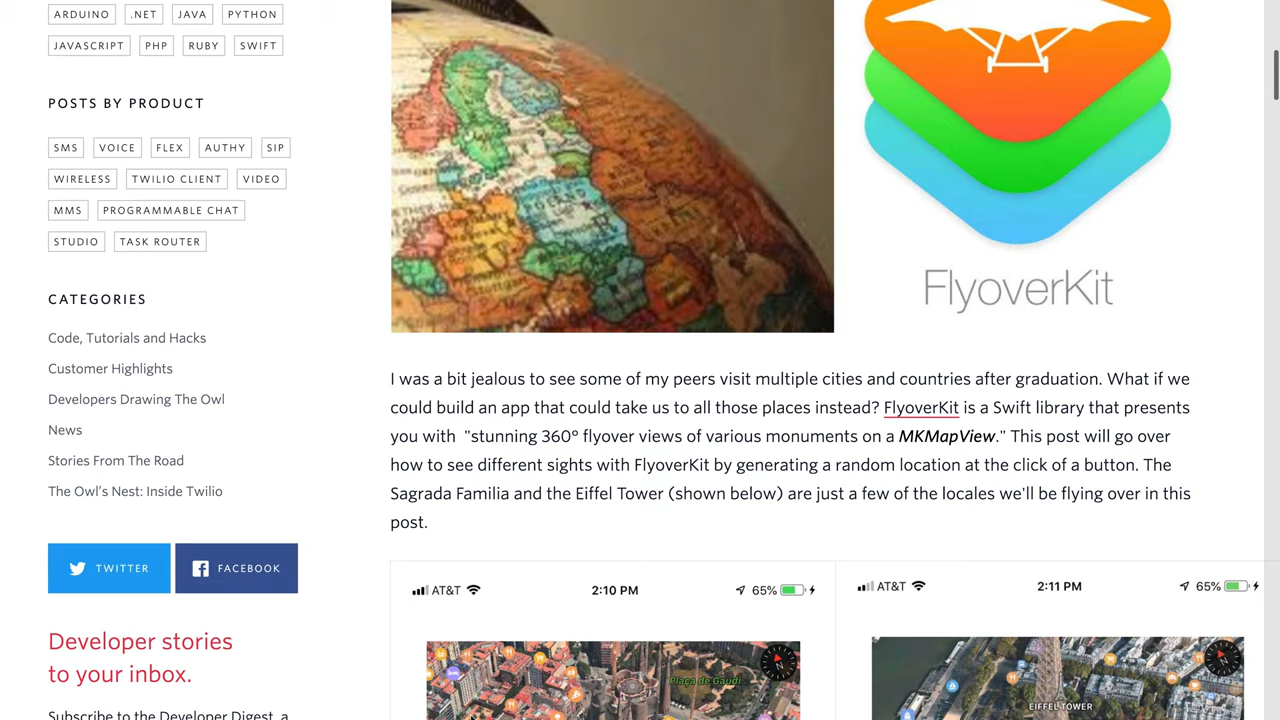 ARDUINO .NET JAVA PYTHON
JAVASCRIPT PHP RUBY SWIFT
POSTS BY PRODUCT
SMS VOICE FLEX AUTHY SIP
WIRELESS TWILIO CLIENT VIDEO
MMS PROGRAMMABLE CHAT
STUDIO TASK ROUTER
CATEGORIES
Code, Tutorials and Hacks
Customer Highlights
Developers Drawing The Owl
News
Stories From The Road
The Owl’s Nest: Inside Twilio
TWITTER FACEBOOK
Developer stories
to your inbox.
Subscribe to the Developer Digest, a
FlyoverKit
I was a bit jealous to see some of my peers visit multiple cities and countries after graduation. What if we
could build an app that could take us to all those places instead? FlyoverKit is a Swift library that presents
you with "stunning 360° flyover views of various monuments on a MKMapView." This post will go over
how to see different sights with FlyoverKit by generating a random location at the click of a button. The
Sagrada Familia and the Eiffel Tower (shown below) are just a few of the locales we'll be flying over in this
post.
AT&T 2:10 PM 65%
Plaça de Gaudí
N
AT&T 2:11 PM 65%
N
EIFFEL TOWER